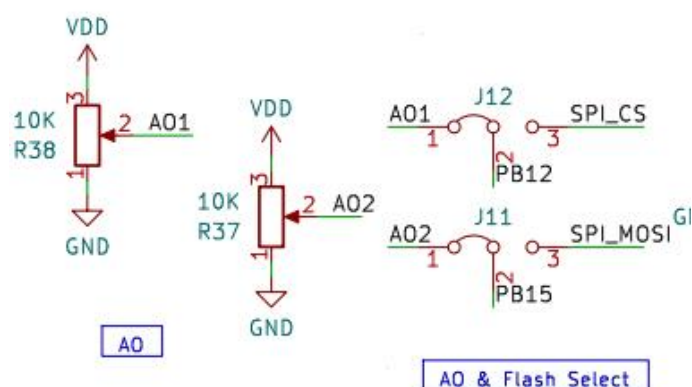 VDD
3
10K
R38
2
AO1
1
GND
VDD
3
10K
R37
2
AO2
1
GND
AO
J12
AO1
1
2
3
SPI_CS
PB12
J11
AO2
1
2
3
SPI_MOSI
PB15
AO & Flash Select